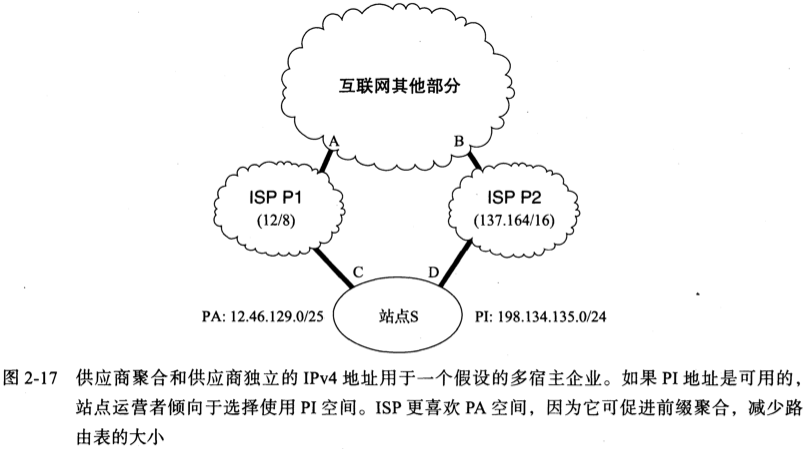 互联网其他部分
A
B
ISP P1
(12/8)
ISP P2
(137.164/16)
C
D
PA: 12.46.129.0/25
站点S
PI: 198.134.135.0/24
图 2-17 供应商聚合和供应商独立的 IPv4 地址用于一个假设的多宿主企业。如果 PI 地址是可用的，
站点运营者倾向于选择使用 PI 空间。ISP 更喜欢 PA 空间，因为它可促进前缀聚合，减少路
由表的大小